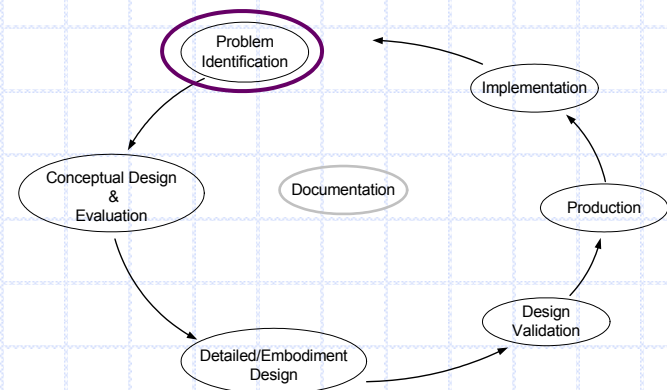 Problem
Identification
Implementation
Conceptual Design
&
Evaluation
Documentation
Production
Design
Validation
Detailed/Embodiment
Design